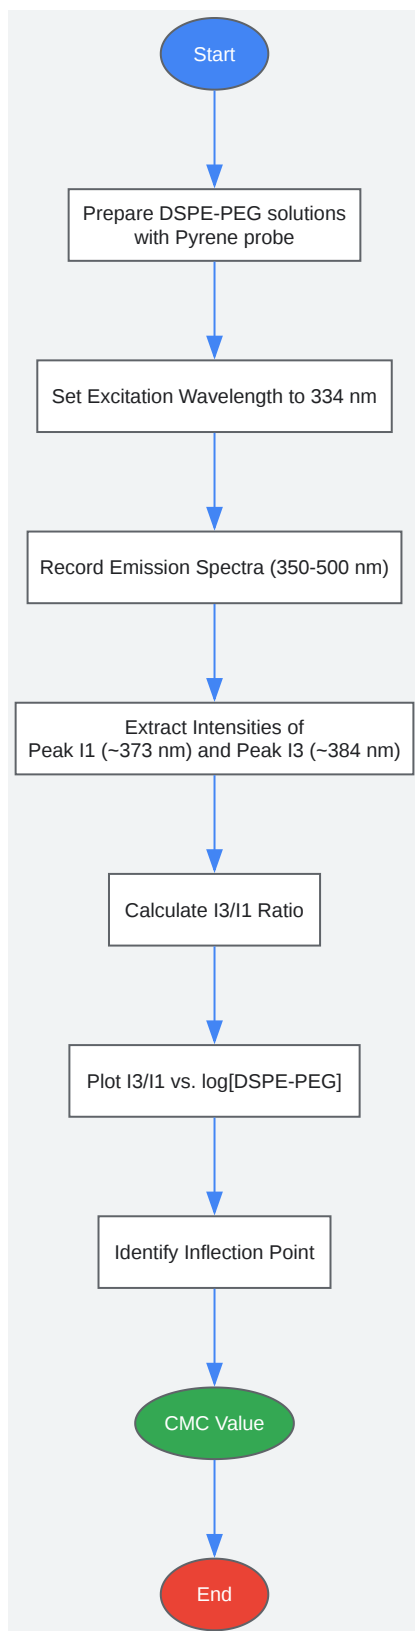 Start
Prepare DSPE-PEG solutions
with Pyrene probe
Set Excitation Wavelength to 334 nm
Record Emission Spectra (350-500 nm)
Extract Intensities of
Peak I1 (~373 nm) and Peak I3 (~384 nm)
Calculate I3/I1 Ratio
Plot I3/I1 vs. log[DSPE-PEG]
Identify Inflection Point
CMC Value
End